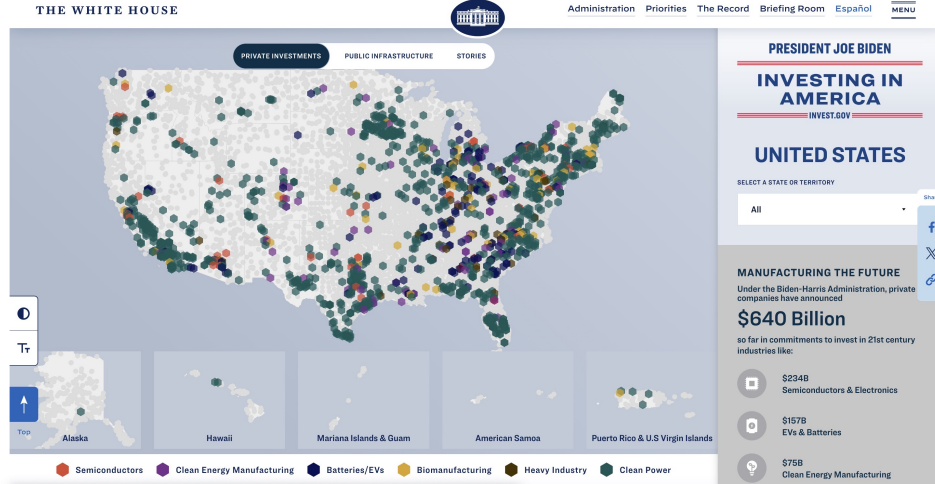 THE WHITE HOUSE
Administration Priorities The Record Briefing Room Español MENU
PRIVATE INVESTMENTS PUBLIC INFRASTRUCTURE STORIES
PRESIDENT JOE BIDEN
INVESTING IN
AMERICA
INVEST.GOV
UNITED STATES
SELECT A STATE OR TERRITORY
All
Sha
MANUFACTURING THE FUTURE
Under the Biden-Harris Administration, private
companies have announced
$640 Billion
so far in commitments to invest in 21st century
industries like:
$234B
Semiconductors & Electronics
$157B
EVs & Batteries
$75B
Clean Energy Manufacturing
TT
Top
Alaska Hawaii Mariana Islands & Guam American Samoa Puerto Rico & U.S Virgin Islands
Semiconductors Clean Energy Manufacturing Batteries/EVs Biomanufacturing Heavy Industry Clean Power